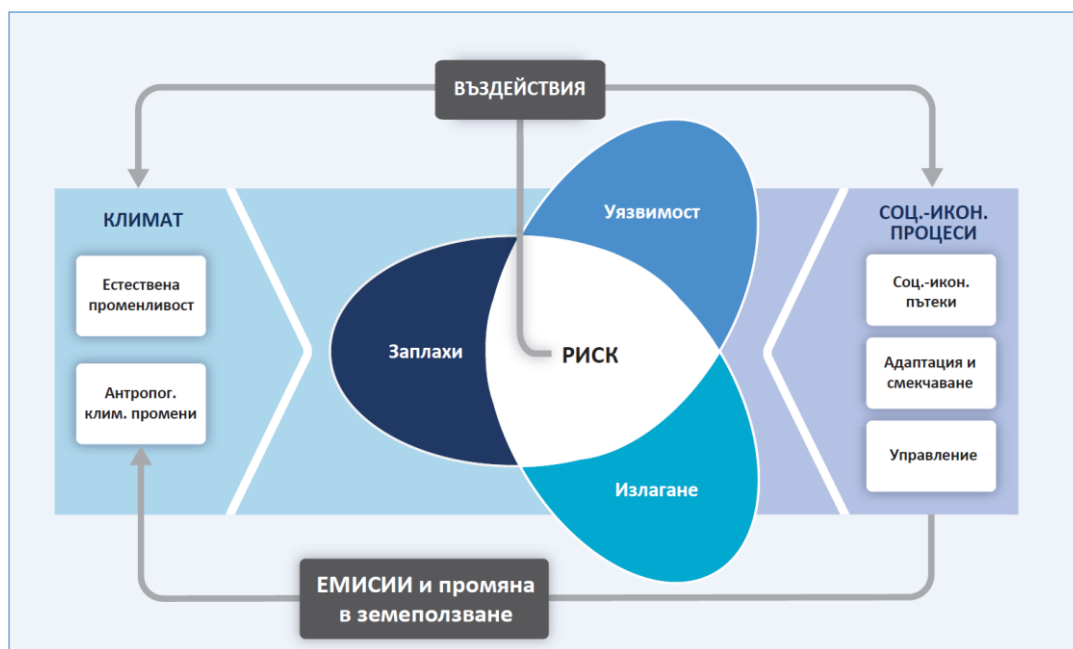 ВЪЗДЕЙСТВИЯ
КЛИМАТ
Естествена
променливост
Антропог.
клим. промени
Уязвимост
Заплахи
РИСК
Излагане
СОЦ.-ИКОН.
ПРОЦЕСИ
Соц.-икон.
пътеки
Адаптация и
смекчаване
Управление
ЕМИСИИ и промяна
в земеползване